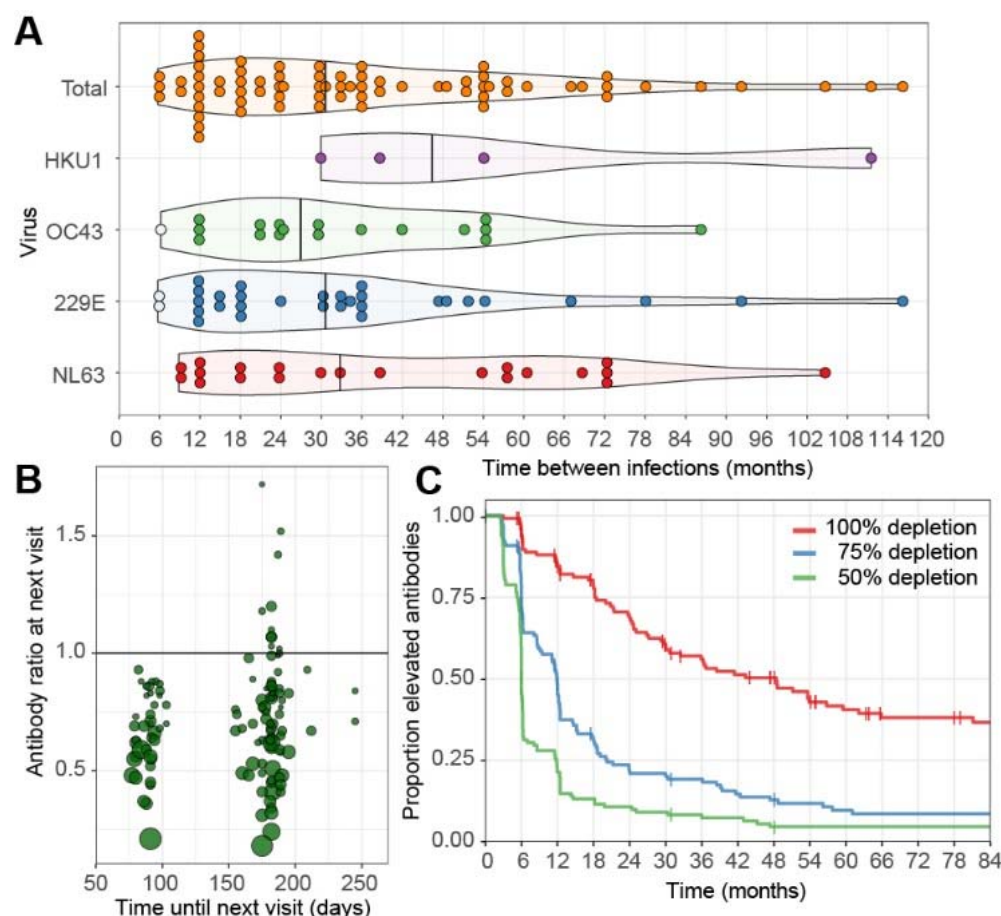 A
Total
HKU1
OC43
229E
NL63
Virus
0 6 12 18 24 30 36 42 48 54 60 66 72 78 84 90 96 102 108 114 120
Time between infections (months)
B
1.5
1.0
0.5
Antibody ratio at next visit
50 100 150 200 250
Time until next visit (days)
C
1.00
0.75
0.50
0.25
0.00
Proportion elevated antibodies
100% depletion
75% depletion
50% depletion
0 6 12 18 24 30 36 42 48 54 60 66 72 78 84
Time (months)